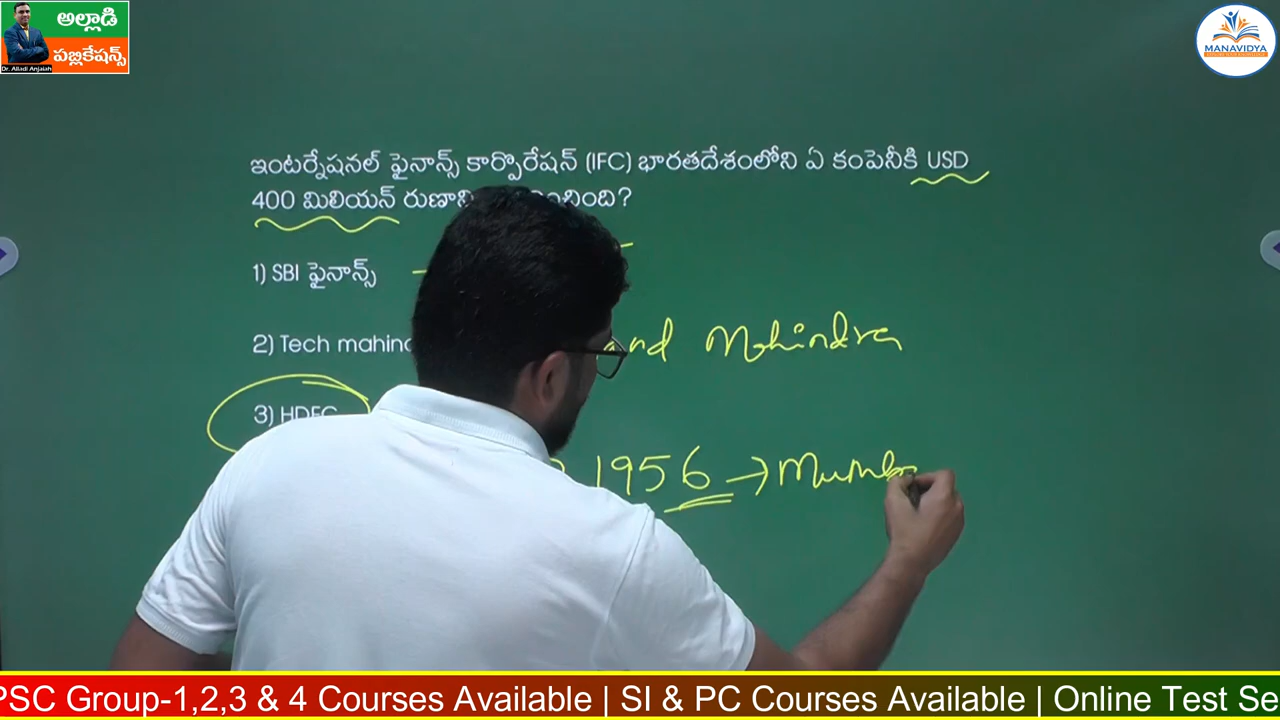 అల్లాడి
పబ్లికేషన్స్
Dr. Alladi Anjaiah
MANAVIDYA
ఇంటర్నేషనల్ ఫైనాన్స్ కార్పొరేషన్ (IFC) భారతదేశంలోని ఏ కంపెనీకి USD
400 మిలియన్
1) SBI ఫైనాన్స్
2) Tech
and Mahindra
3) HDFC
1956 →
PSC Group-1,2,3 & 4 Courses Available | SI & PC Courses Available | Online Test Se